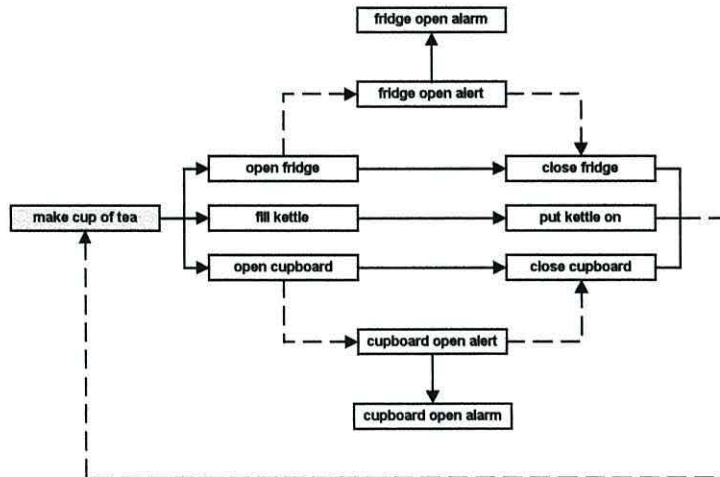 fridge open alarm
fridge open alert
open fridge
close fridge
make cup of tea
fill kettle
put kettle on
open cupboard
close cupboard
cupboard open alert
cupboard open alarm